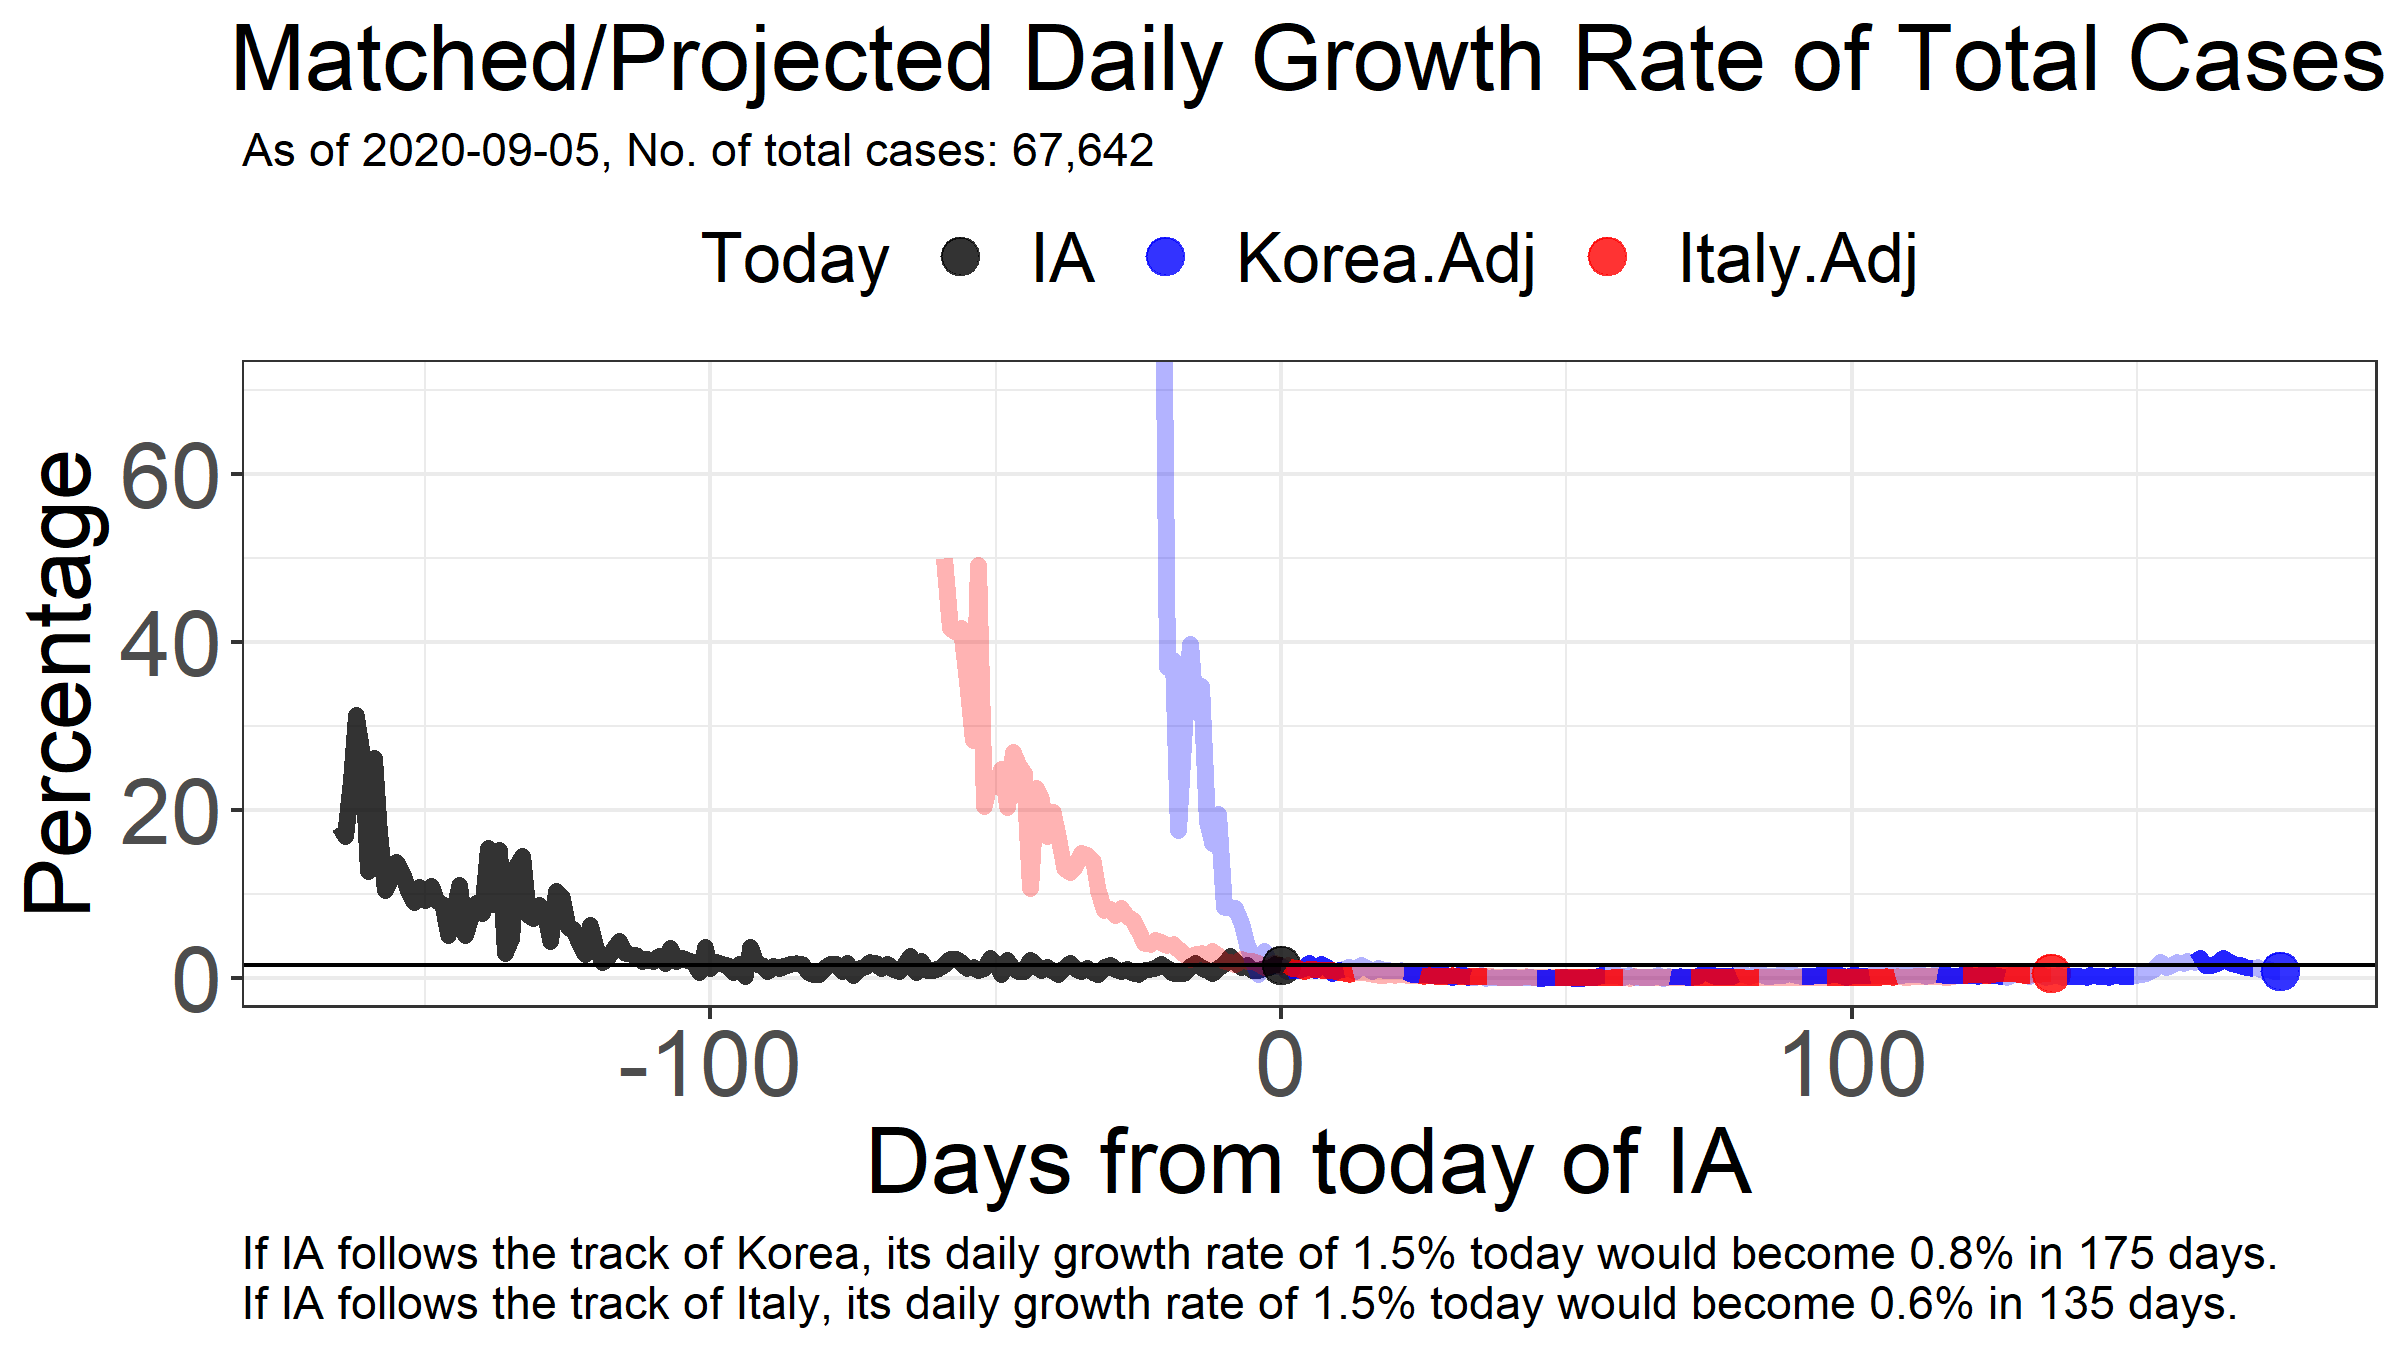 Matched/Projected Daily Growth Rate of Total Cases
As of 2020-09-05, No. of total cases: 67,642
Today IA Korea.Adj Italy.Adj
Percentage
60
40
20
0
-100 0 100
Days from today of IA
If IA follows the track of Korea, its daily growth rate of 1.5% today would become 0.8% in 175 days.
If IA follows the track of Italy, its daily growth rate of 1.5% today would become 0.6% in 135 days.